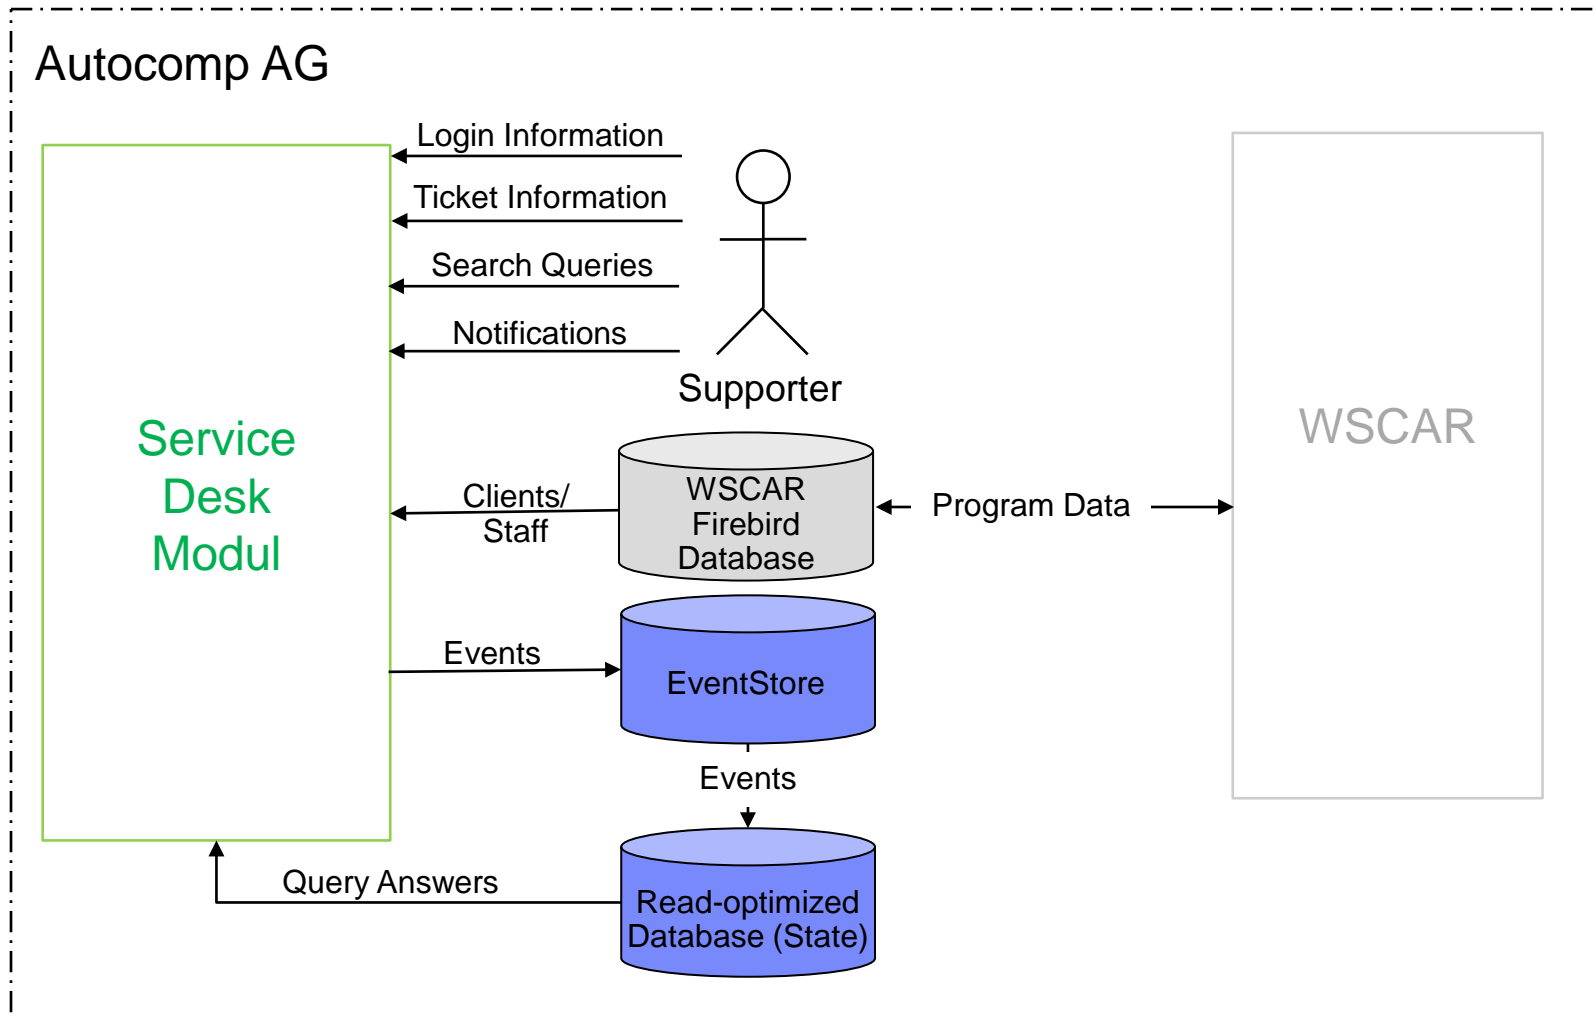 Autocomp AG
Login Information
Ticket Information
Search Queries
Notifications
Supporter
Service
Desk
Modul
WSCAR
Clients/
Staff
WSCAR
Firebird
Database
Program Data
Events
EventStore
Events
Query Answers
Read-optimized
Database (State)